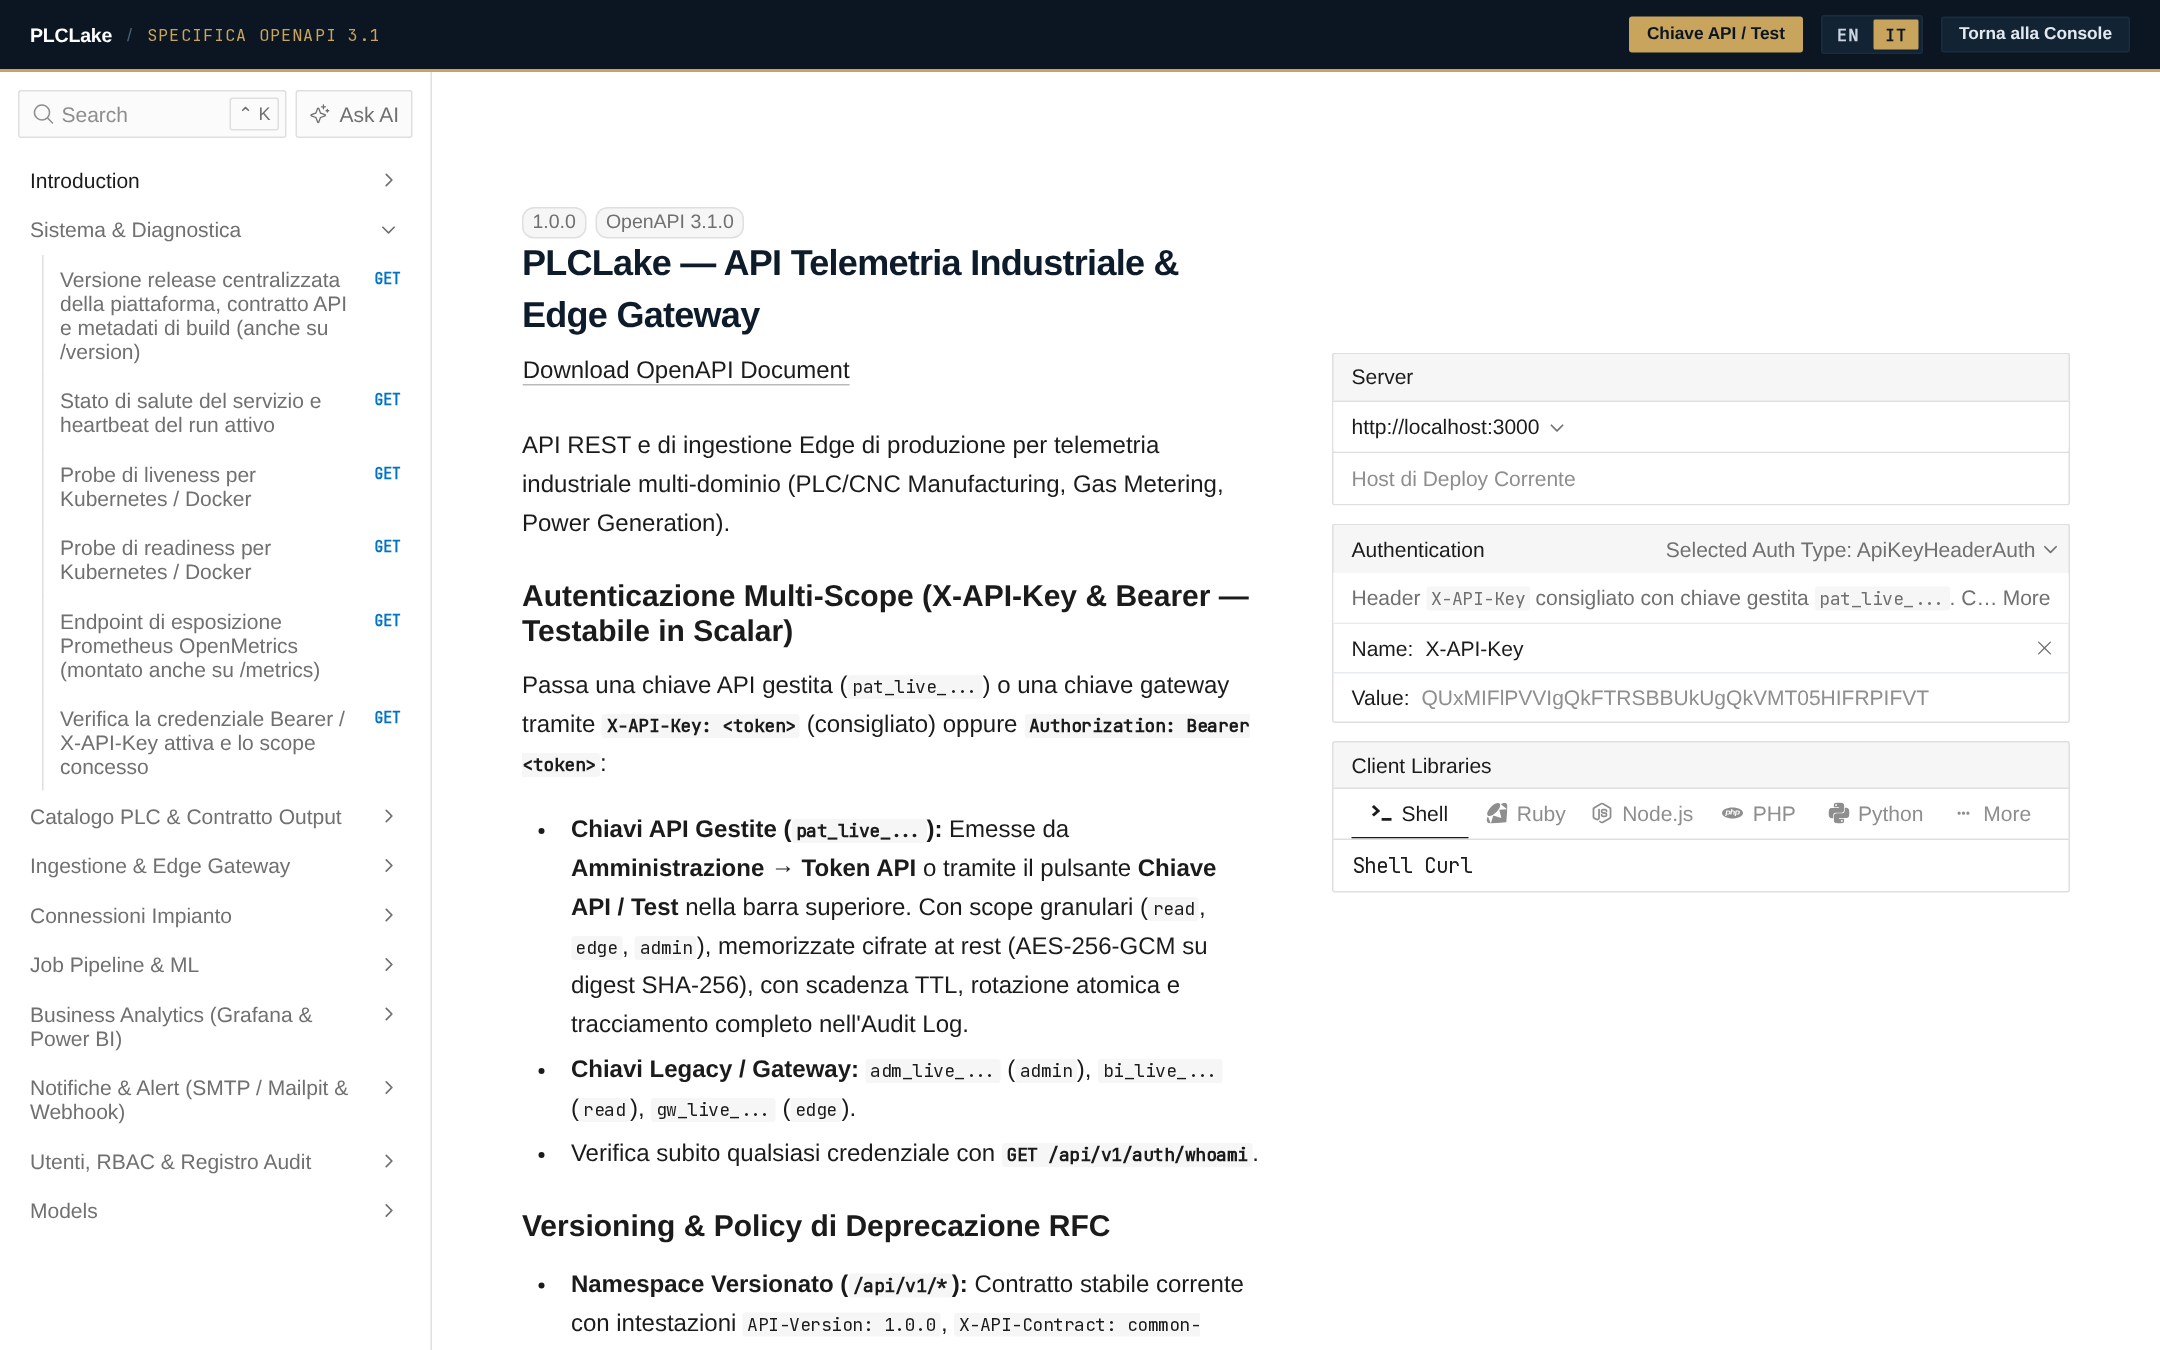 PLCLake / SPECIFICA OPENAPI 3.1
Chiave API / Test
EN IT
Torna alla Console
Search
⌃ K
Ask AI
Introduction
Sistema & Diagnostica
Versione release centralizzata GET
della piattaforma, contratto API
e metadati di build (anche su
/version)
Stato di salute del servizio e GET
heartbeat del run attivo
Probe di liveness per GET
Kubernetes / Docker
Probe di readiness per GET
Kubernetes / Docker
Endpoint di esposizione GET
Prometheus OpenMetrics
(montato anche su /metrics)
Verifica la credenziale Bearer / GET
X-API-Key attiva e lo scope
concesso
Catalogo PLC & Contratto Output
Ingestione & Edge Gateway
Connessioni Impianto
Job Pipeline & ML
Business Analytics (Grafana &
Power BI)
Notifiche & Alert (SMTP / Mailpit &
Webhook)
Utenti, RBAC & Registro Audit
Models
1.0.0 OpenAPI 3.1.0
PLCLake — API Telemetria Industriale &
Edge Gateway
Download OpenAPI Document
API REST e di ingestione Edge di produzione per telemetria
industriale multi-dominio (PLC/CNC Manufacturing, Gas Metering,
Power Generation).
Autenticazione Multi-Scope (X-API-Key & Bearer —
Testabile in Scalar)
Passa una chiave API gestita (pat_live_...) o una chiave gateway
tramite X-API-Key: <token> (consigliato) oppure Authorization: Bearer
<token>:
• Chiavi API Gestite (pat_live_...): Emesse da
Amministrazione → Token API o tramite il pulsante Chiave
API / Test nella barra superiore. Con scope granulari (read,
edge, admin), memorizzate cifrate at rest (AES-256-GCM su
digest SHA-256), con scadenza TTL, rotazione atomica e
tracciamento completo nell'Audit Log.
• Chiavi Legacy / Gateway: adm_live_... (admin), bi_live_...
(read), gw_live_... (edge).
• Verifica subito qualsiasi credenziale con GET /api/v1/auth/whoami.
Versioning & Policy di Deprecazione RFC
• Namespace Versionato (/api/v1/*): Contratto stabile corrente
con intestazioni API-Version: 1.0.0, X-API-Contract: common-
Server
http://localhost:3000
Host di Deploy Corrente
Authentication Selected Auth Type: ApiKeyHeaderAuth
Header X-API-Key consigliato con chiave gestita pat_live_.... C… More
Name: X-API-Key
Value: QUxMIFlPVVIgQkFTRSBBUkUgQkVMT05HIFRPIFVT
Client Libraries
Shell Ruby Node.js PHP Python More
Shell Curl